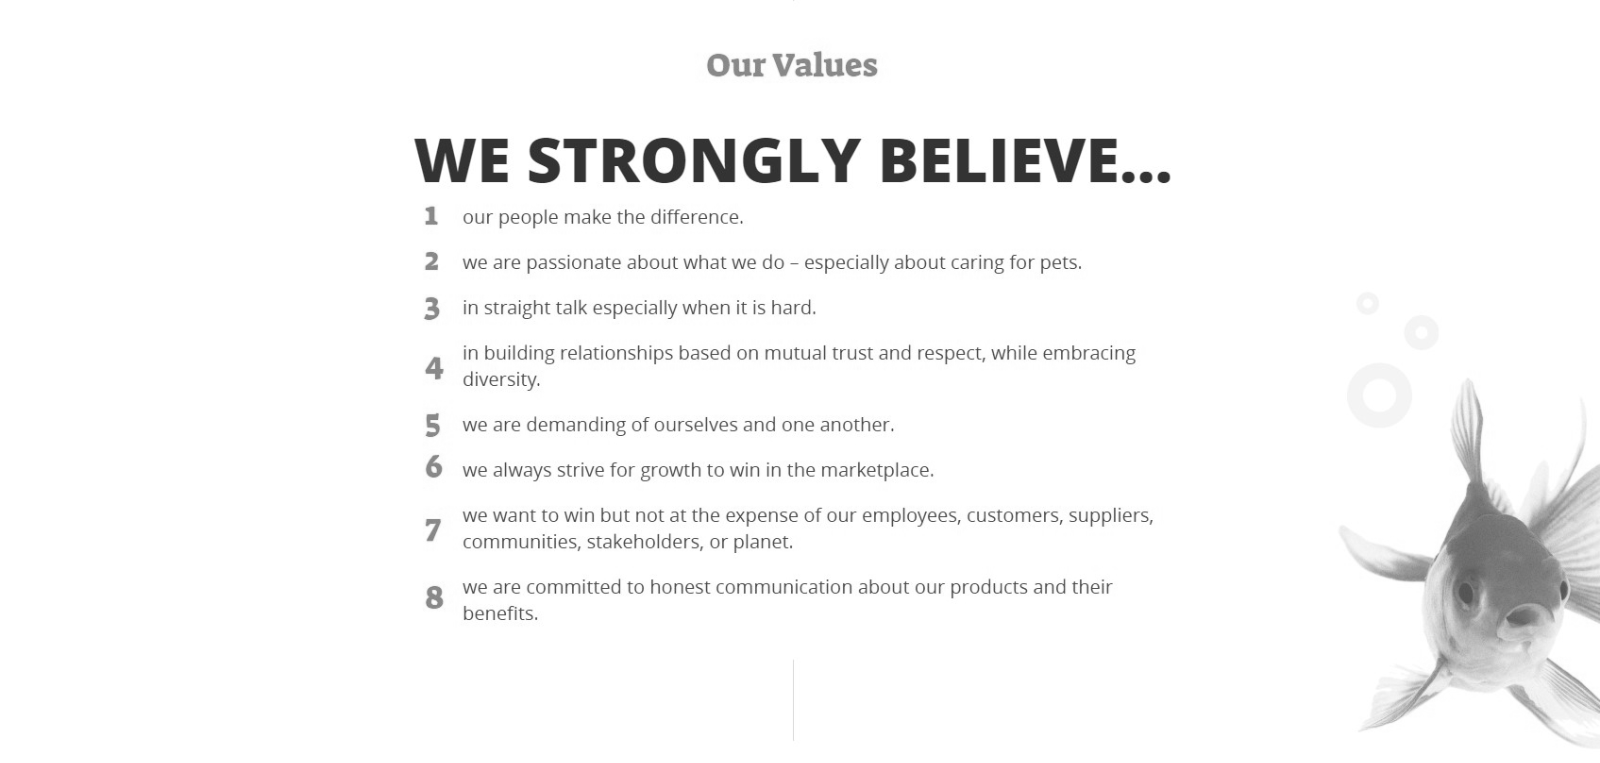 Our Values
WE STRONGLY BELIEVE...
1 our people make the difference.
2 we are passionate about what we do – especially about caring for pets.
3 in straight talk especially when it is hard.
4 in building relationships based on mutual trust and respect, while embracing
diversity.
5 we are demanding of ourselves and one another.
6 we always strive for growth to win in the marketplace.
7 we want to win but not at the expense of our employees, customers, suppliers,
communities, stakeholders, or planet.
8 we are committed to honest communication about our products and their
benefits.